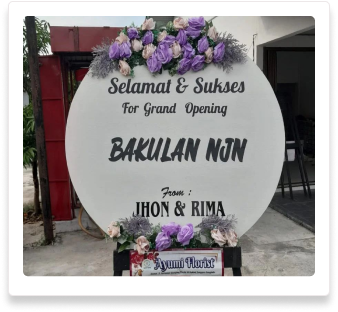 Selamat & Sukses
For Grand Opening
BAKULAN NJN
From :
JHON & RIMA
Ayumi Florist